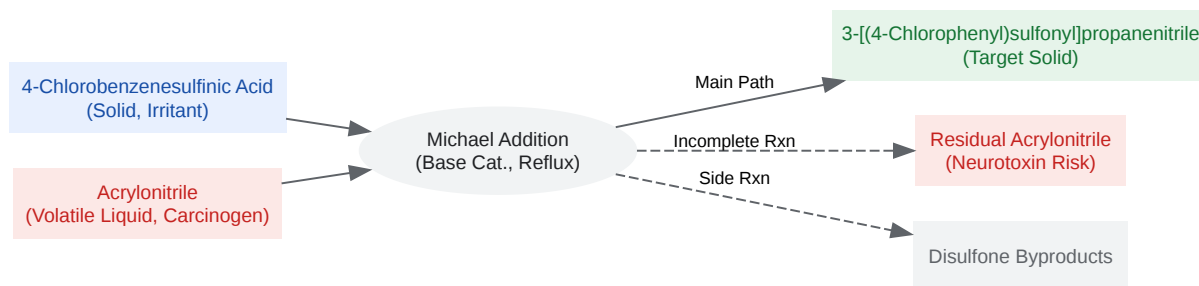 4-Chlorobenzenesulfinic Acid
(Solid, Irritant)
Acrylonitrile
(Volatile Liquid, Carcinogen)
Michael Addition
(Base Cat., Reflux)
Main Path
Incomplete Rxn
Side Rxn
3-[(4-Chlorophenyl)sulfonyl]propanenitrile
(Target Solid)
Residual Acrylonitrile
(Neurotoxin Risk)
Disulfone Byproducts